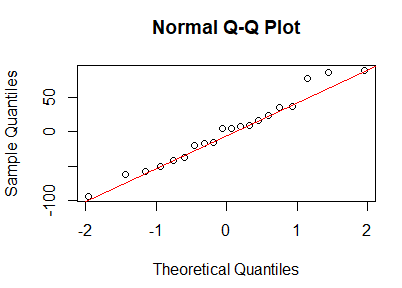 Normal Q-Q Plot
Sample Quantiles
50
0
-100
-2
-1
0
1
2
Theoretical Quantiles